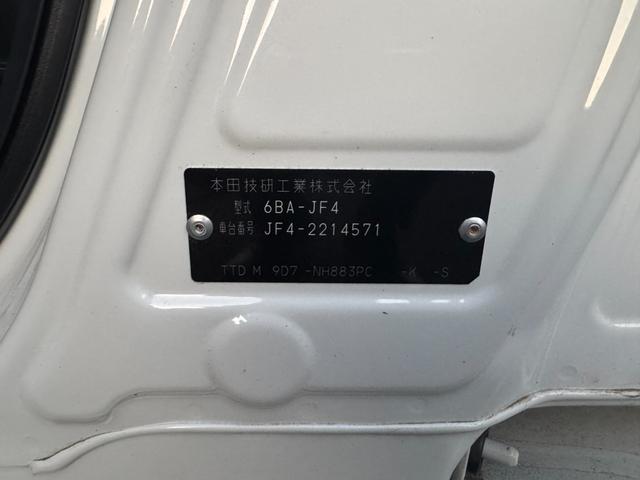 本田技研工業株式会社
型式 6BA-JF4
車台番号 JF4-2214571
TTD M 9D7 -NH883PC -K -S